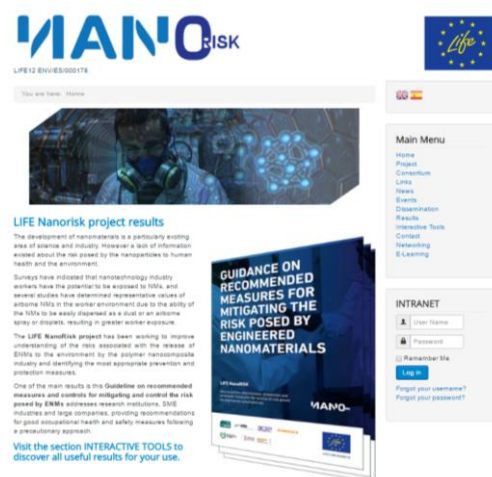 NANORISK
Life
LIFE12 ENV/ES/000178
You are here: Home
LIFE Nanorisk project results
The development of nanomaterials is a particularly exciting
area of science and industry. However a lack of information
existed about the risk posed by the nanoparticles to human
health and the environment.
Surveys have indicated that nanotechnology industry
workers have the potential to be exposed to NMs, and
several studies have determined representative values of
airborne NMs in the worker environment due to the ability of
the NMs to be easily dispersed as a dust or an airborne
spray or droplets, resulting in greater worker exposure.
The LIFE NanoRisk project has been working to improve
understanding of the risks associated with the release of
ENMs to the environment by the polymer nanocomposite
industry and identifying the most appropriate prevention and
protection measures.
One of the main results is this Guideline on recommended
measures and controls for mitigating and control the risk
posed by ENMs addresses research institutions, SME
industries and large companies, providing recommendations
for good occupational health and safety measures following
a precautionary approach.
Visit the section INTERACTIVE TOOLS to
discover all useful results for your use.
GUIDANCE ON
RECOMMENDED
MEASURES FOR
MITIGATING THE
RISK POSED BY
ENGINEERED
NANOMATERIALS
LIFE NanoRISK
NANO
Main Menu
Home
Project
Consortium
Links
News
Events
Dissemination
Results
Interactive Tools
Contact
Networking
E-Learning
INTRANET
User Name
Password
Remember Me
Log in
Forgot your username?
Forgot your password?